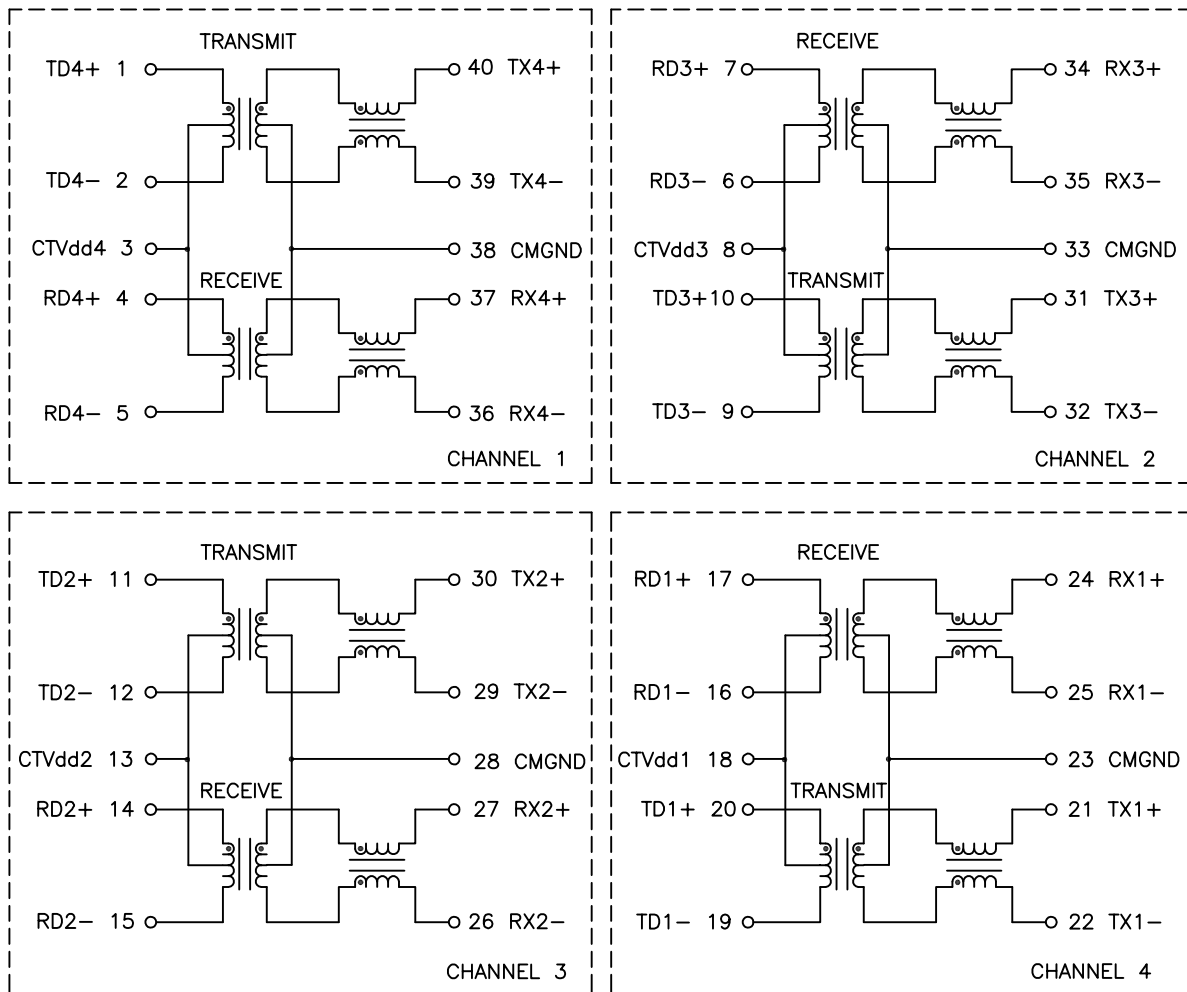 TRANSMIT
TD4+ 1
40 TX4+
TD4- 2
39 TX4-
CTVdd4 3
38 CMGND
RECEIVE
RD4+ 4
37 RX4+
RD4- 5
36 RX4-
CHANNEL 1
RECEIVE
RD3+ 7
34 RX3+
RD3- 6
35 RX3-
CTVdd3 8
33 CMGND
TRANSMIT
TD3+ 10
31 TX3+
TD3- 9
32 TX3-
CHANNEL 2
TRANSMIT
TD2+ 11
30 TX2+
TD2- 12
29 TX2-
CTVdd2 13
28 CMGND
RECEIVE
RD2+ 14
27 RX2+
RD2- 15
26 RX2-
CHANNEL 3
RECEIVE
RD1+ 17
24 RX1+
RD1- 16
25 RX1-
CTVdd1 18
23 CMGND
TRANSMIT
TD1+ 20
21 TX1+
TD1- 19
22 TX1-
CHANNEL 4